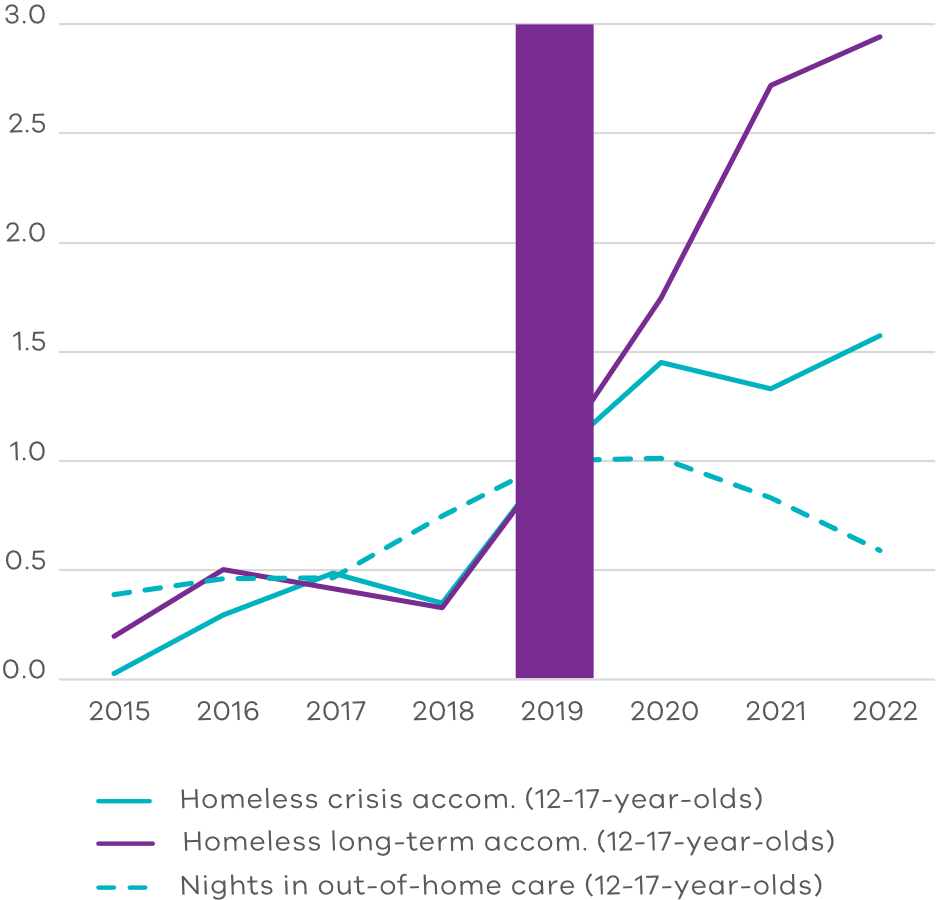 3.0
2.5
2.0
1.5
1.0
0.5
0.0
2015 2016 2017 2018 2019 2020 2021 2022
Homeless crisis accom. (12-17-year-olds)
Homeless long-term accom. (12-17-year-olds)
Nights in out-of-home care (12-17-year-olds)